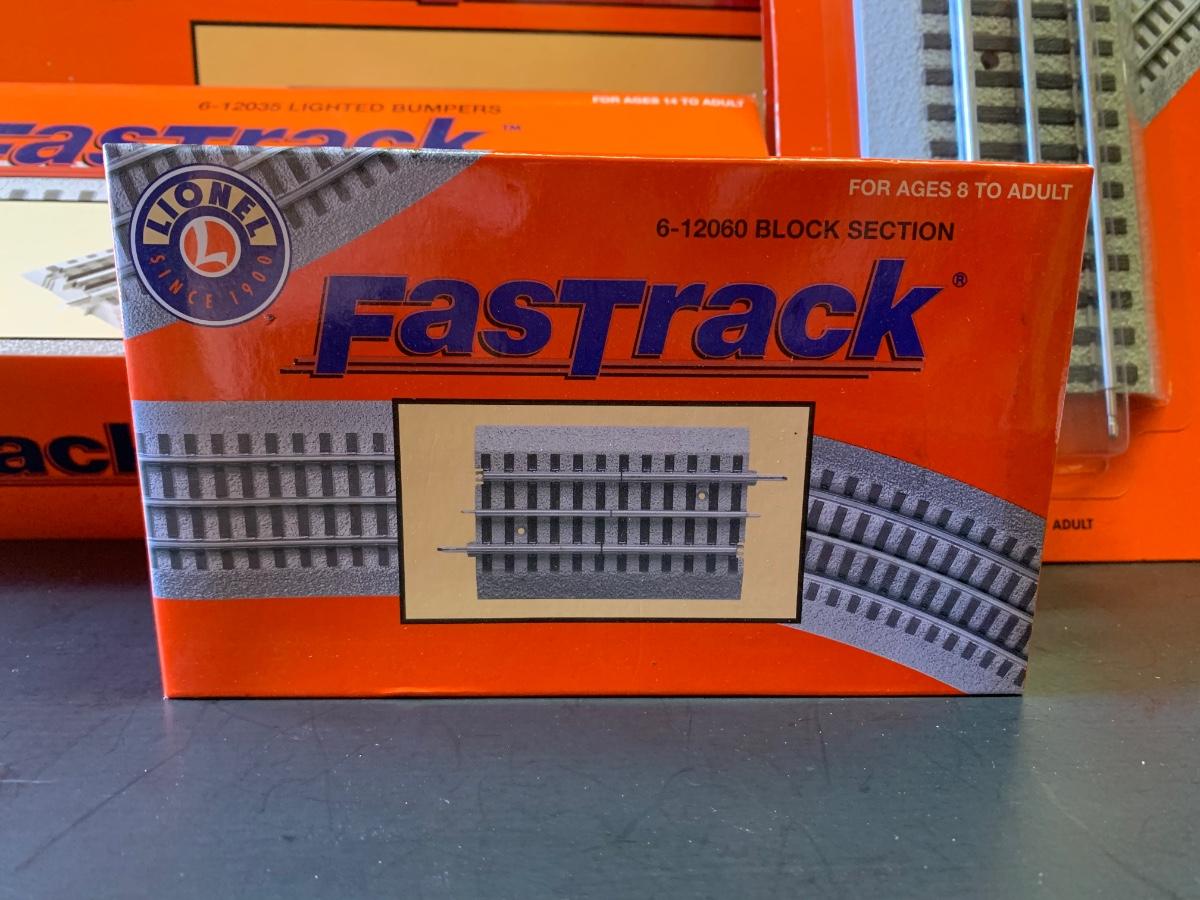 6-12035 LIGHTED BUMPERS
FOR AGES 14 TO ADULT
FasTrack™
LIONEL
L
SINCE 1900
FOR AGES 8 TO ADULT
6-12060 BLOCK SECTION
FasTrack®
ack
ADULT